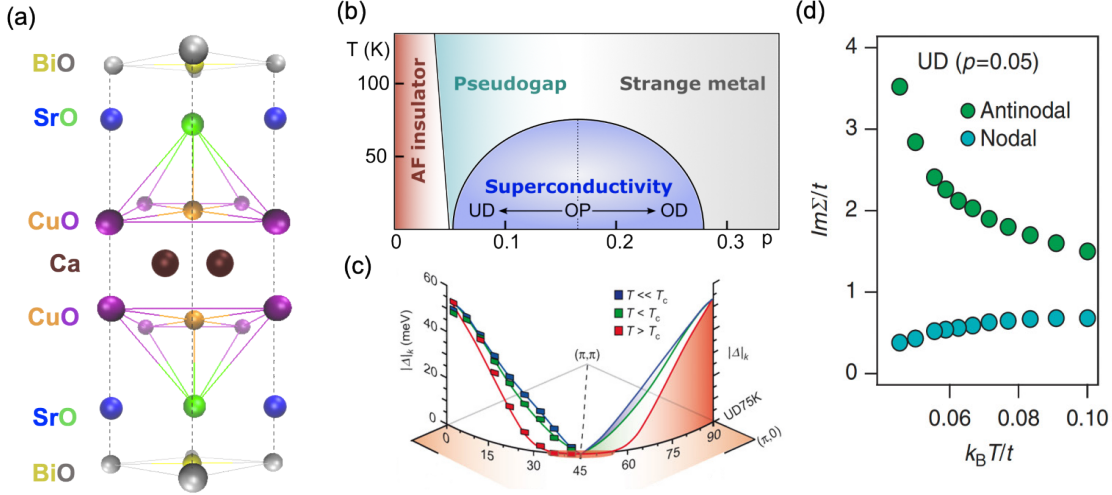 (a)
BiO
SrO
CuO
Ca
CuO
SrO
BiO
(b)
T (K)
100
50
AF insulator
Pseudogap
Strange metal
Superconductivity
UD OP OD
0 0.1 0.2 0.3 p
(c)
60
40
20
0
|Δ|k (meV)
T << Tc
T < Tc
T > Tc
(π,π)
|Δ|k
UD75K
(π,0)
0 15 30 45 60 75 90
(d)
UD (p=0.05)
Antinodal
Nodal
4
3
2
1
0
ImΣ/t
0.06 0.08 0.10
kBT/t